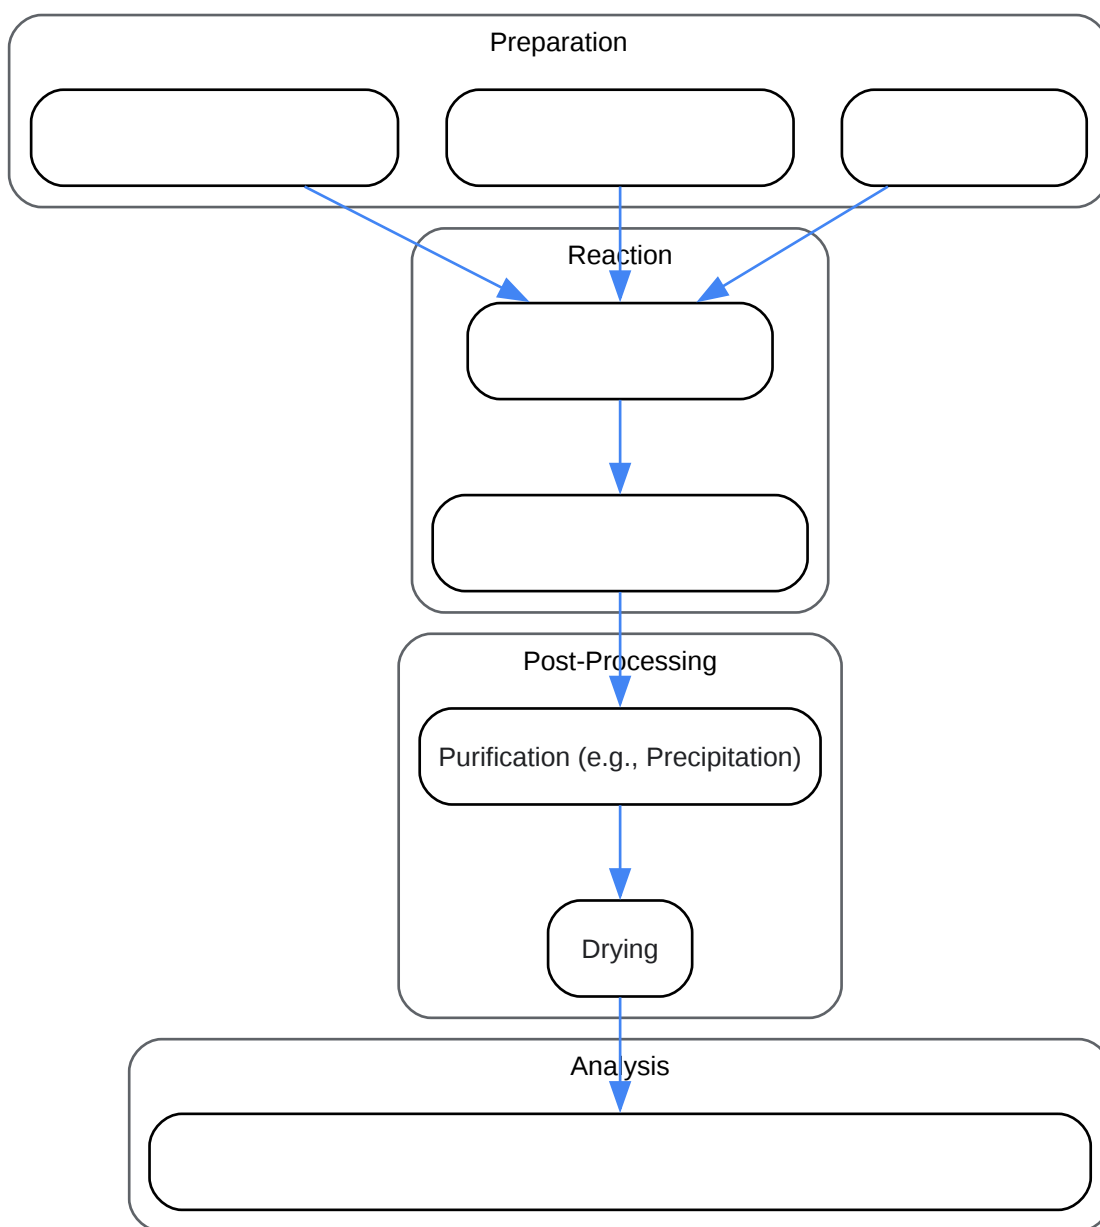 Preparation
Reaction
Post-Processing
Purification (e.g., Precipitation)
Drying
Analysis